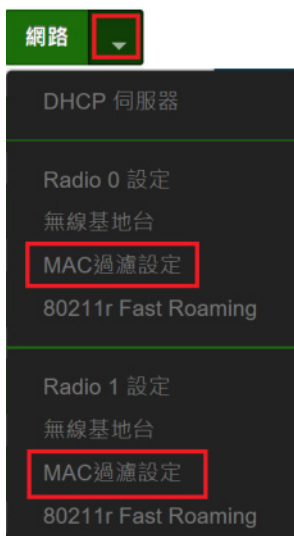 網路
DHCP 伺服器
Radio 0 設定
無線基地台
MAC過濾設定
80211r Fast Roaming
Radio 1 設定
無線基地台
MAC過濾設定
80211r Fast Roaming